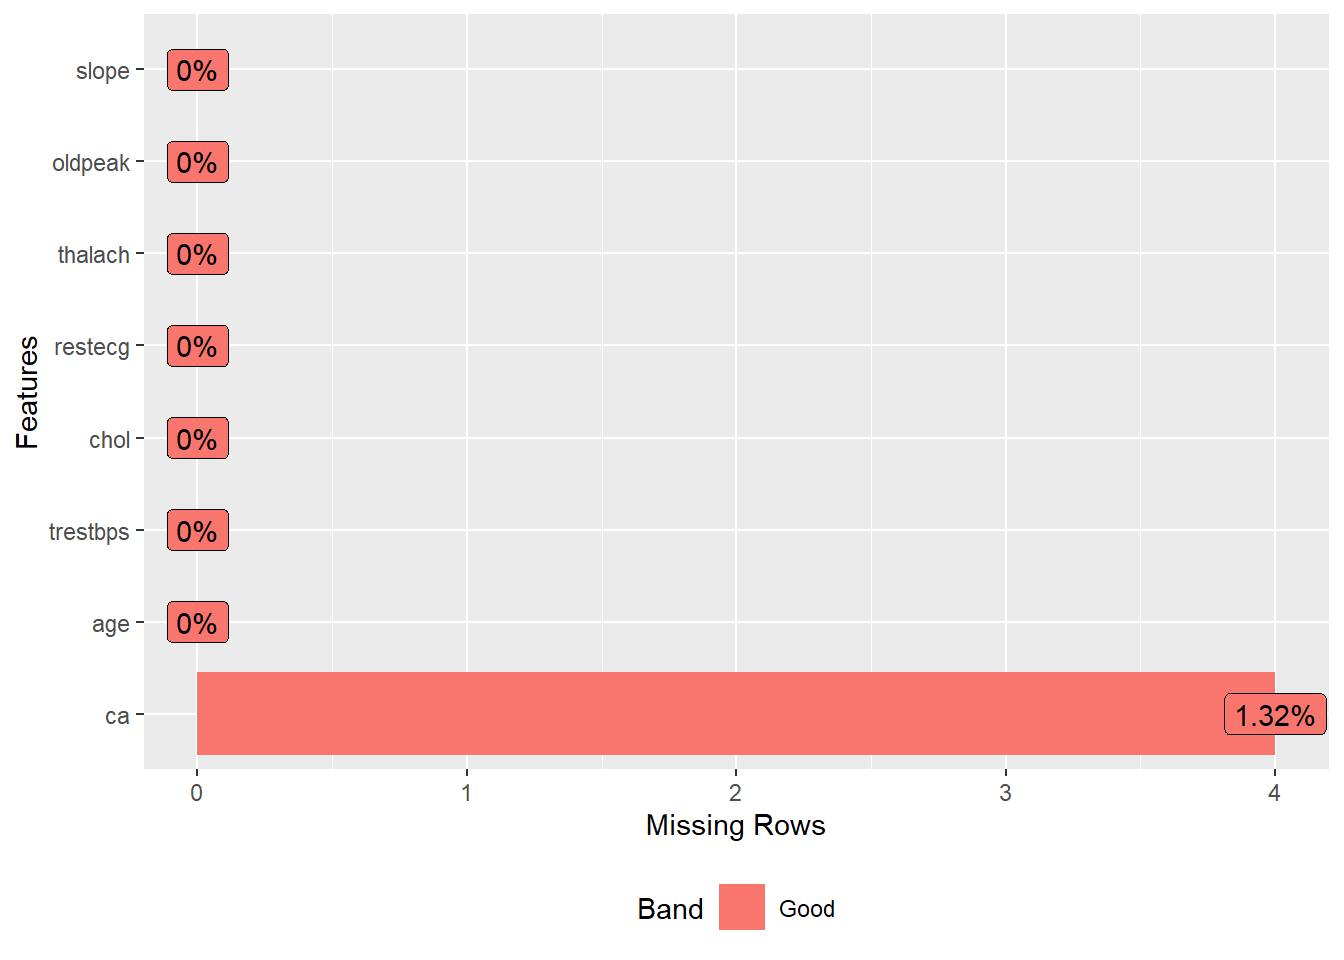 slope 0%
oldpeak 0%
thalach 0%
restecg 0%
chol 0%
trestbps 0%
age 0%
ca 1.32%
Features
0 1 2 3 4
Missing Rows
Band Good